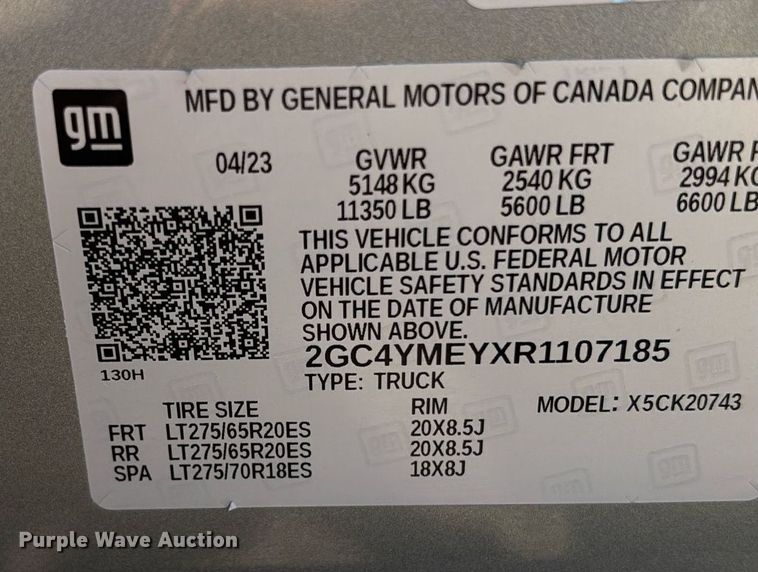 gm
MFD BY GENERAL MOTORS OF CANADA COMPAN
04/23 GVWR GAWR FRT GAWR
5148 KG 2540 KG 2994 KG
11350 LB 5600 LB 6600 LB
THIS VEHICLE CONFORMS TO ALL
APPLICABLE U.S. FEDERAL MOTOR
VEHICLE SAFETY STANDARDS IN EFFECT
ON THE DATE OF MANUFACTURE
SHOWN ABOVE.
2GC4YMEYXR1107185
130H
TYPE: TRUCK
TIRE SIZE RIM MODEL: X5CK20743
FRT LT275/65R20ES 20X8.5J
RR LT275/65R20ES 20X8.5J
SPA LT275/70R18ES 18X8J
Purple Wave Auction